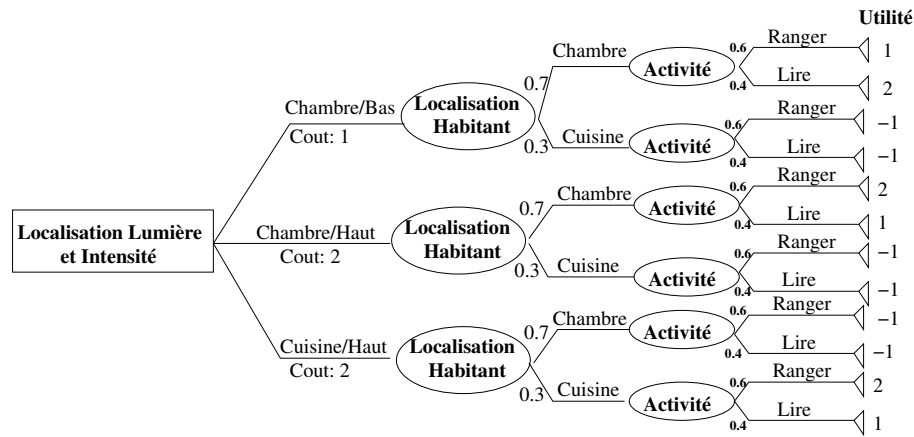 Utilité
Localisation Lumière
et Intensité
Chambre/Bas
Cout: 1
Localisation
Habitant
0.7
Chambre
Activité
0.6
Ranger
1
0.4
Lire
2
0.3
Cuisine
Activité
0.6
Ranger
−1
0.4
Lire
−1
Chambre/Haut
Cout: 2
Localisation
Habitant
0.7
Chambre
Activité
0.6
Ranger
2
0.4
Lire
1
0.3
Cuisine
Activité
0.6
Ranger
−1
0.4
Lire
−1
Cuisine/Haut
Cout: 2
Localisation
Habitant
0.7
Chambre
Activité
0.6
Ranger
−1
0.4
Lire
−1
0.3
Cuisine
Activité
0.6
Ranger
2
0.4
Lire
1